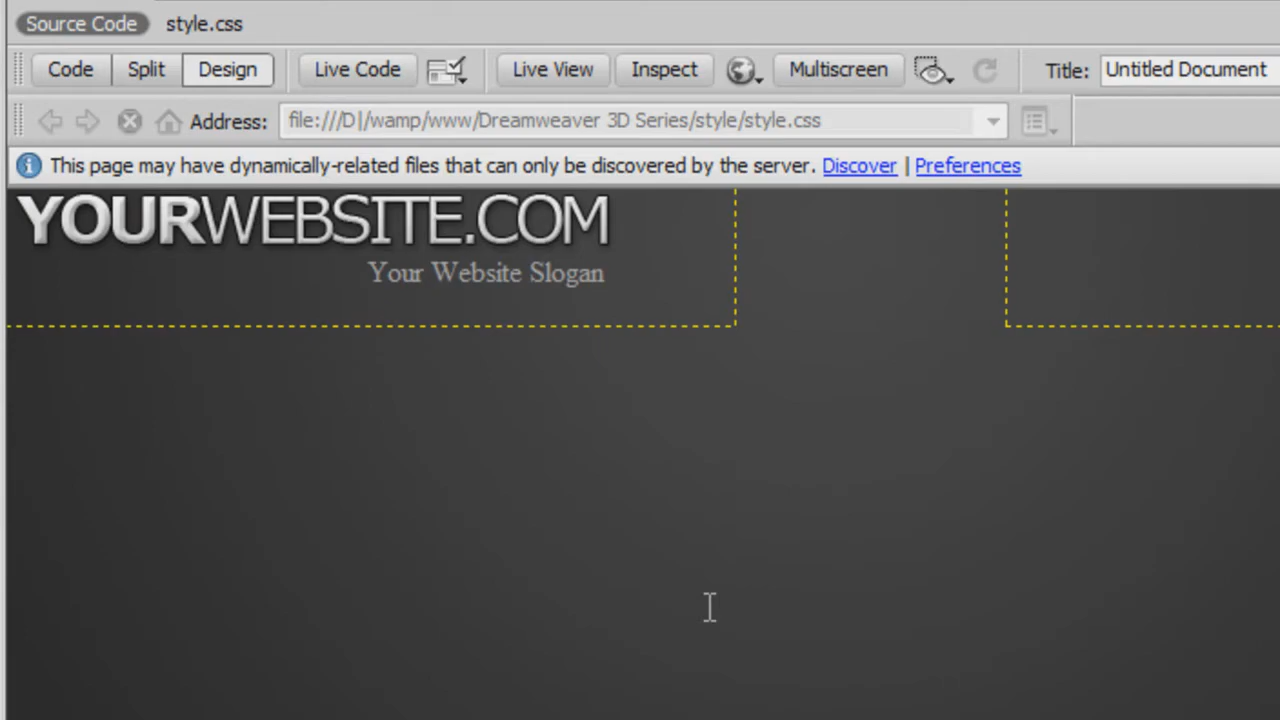 Source Code style.css
Code Split Design Live Code Live View Inspect Multiscreen Title: Untitled Document
Address: file:///D|/wamp/www/Dreamweaver 3D Series/style/style.css
This page may have dynamically-related files that can only be discovered by the server. Discover | Preferences
YOURWEBSITE.COM
Your Website Slogan